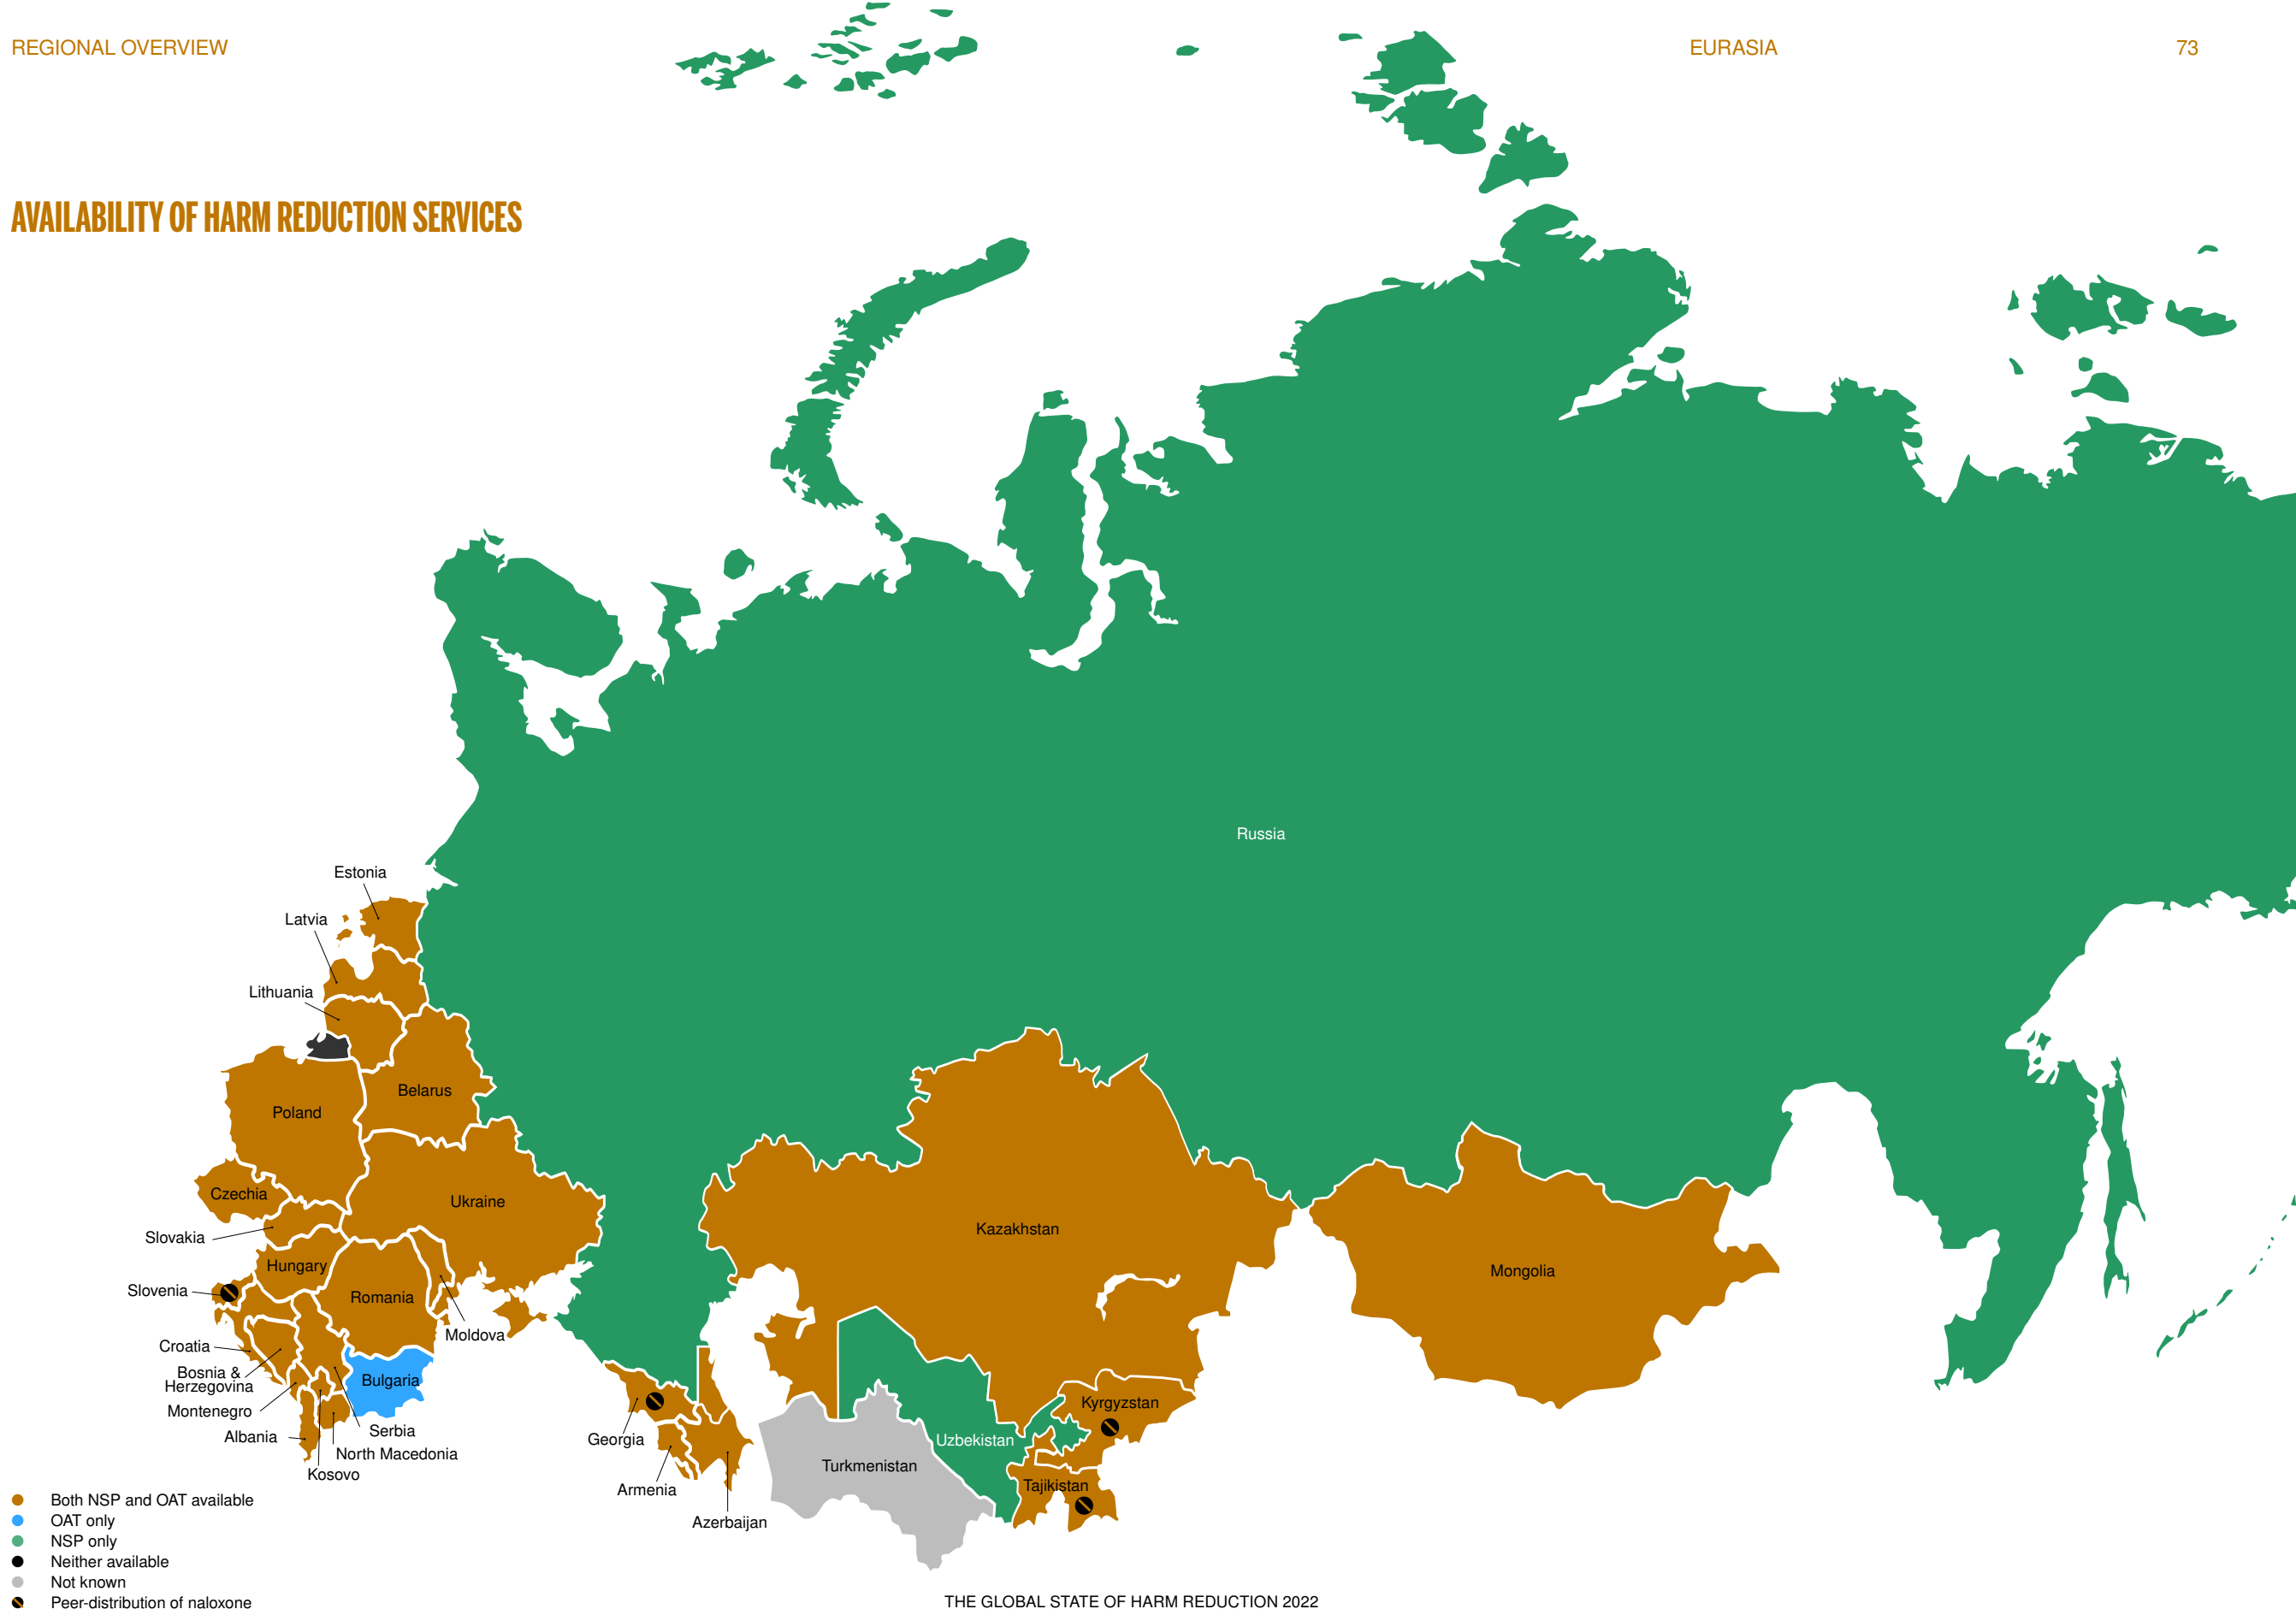 REGIONAL OVERVIEW
EURASIA
73
AVAILABILITY OF HARM REDUCTION SERVICES
Russia
Estonia
Latvia
Lithuania
Belarus
Poland
Czechia
Ukraine
Slovakia
Kazakhstan
Hungary
Mongolia
Slovenia
Romania
Moldova
Croatia
Bosnia &
Herzegovina
Bulgaria
Montenegro
Kyrgyzstan
Albania
Serbia
Georgia
Uzbekistan
North Macedonia
Turkmenistan
Kosovo
Tajikistan
Armenia
Azerbaijan
Both NSP and OAT available
OAT only
NSP only
Neither available
Not known
Peer-distribution of naloxone
THE GLOBAL STATE OF HARM REDUCTION 2022